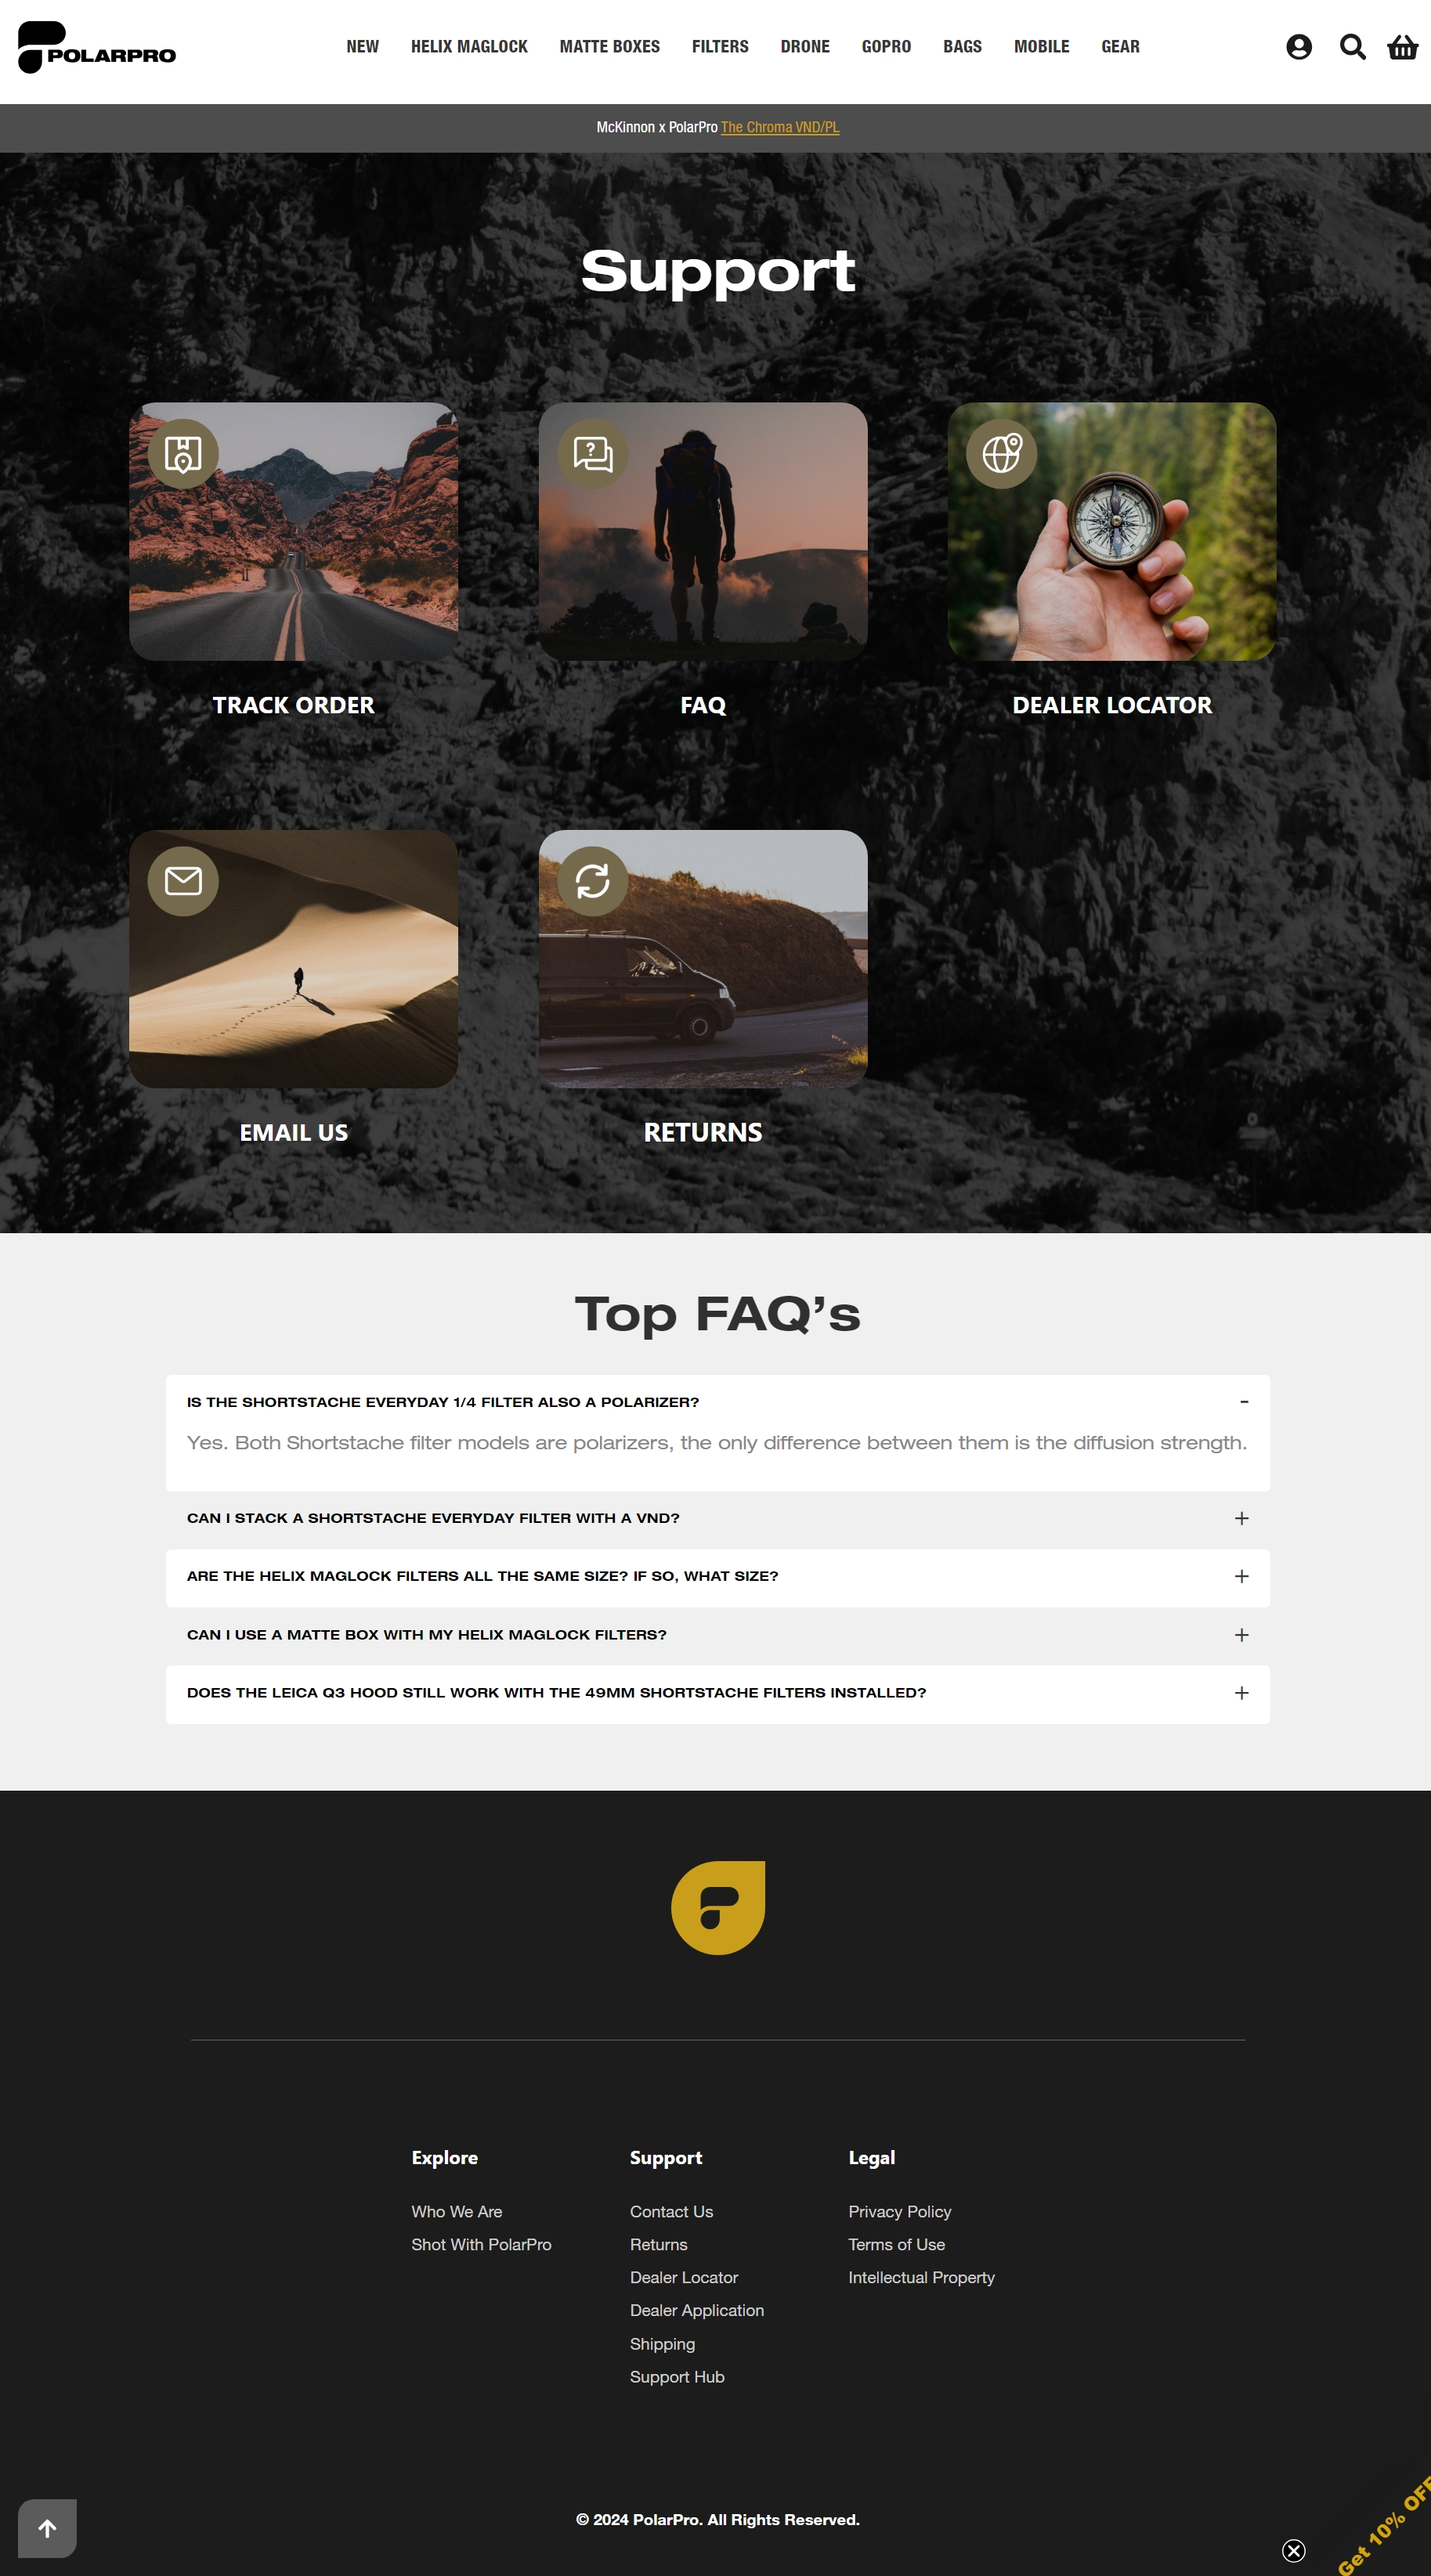 POLARPRO
NEW HELIX MAGLOCK MATTE BOXES FILTERS DRONE GOPRO BAGS MOBILE GEAR
McKinnon x PolarPro The Chroma VND/PL
Support
TRACK ORDER
FAQ
DEALER LOCATOR
EMAIL US
RETURNS
Top FAQ’s
IS THE SHORTSTACHE EVERYDAY 1/4 FILTER ALSO A POLARIZER? -
Yes. Both Shortstache filter models are polarizers, the only difference between them is the diffusion strength.
CAN I STACK A SHORTSTACHE EVERYDAY FILTER WITH A VND? +
ARE THE HELIX MAGLOCK FILTERS ALL THE SAME SIZE? IF SO, WHAT SIZE? +
CAN I USE A MATTE BOX WITH MY HELIX MAGLOCK FILTERS? +
DOES THE LEICA Q3 HOOD STILL WORK WITH THE 49MM SHORTSTACHE FILTERS INSTALLED? +
Explore
Who We Are
Shot With PolarPro
Support
Contact Us
Returns
Dealer Locator
Dealer Application
Shipping
Support Hub
Legal
Privacy Policy
Terms of Use
Intellectual Property
© 2024 PolarPro. All Rights Reserved.
Get 10% OFF